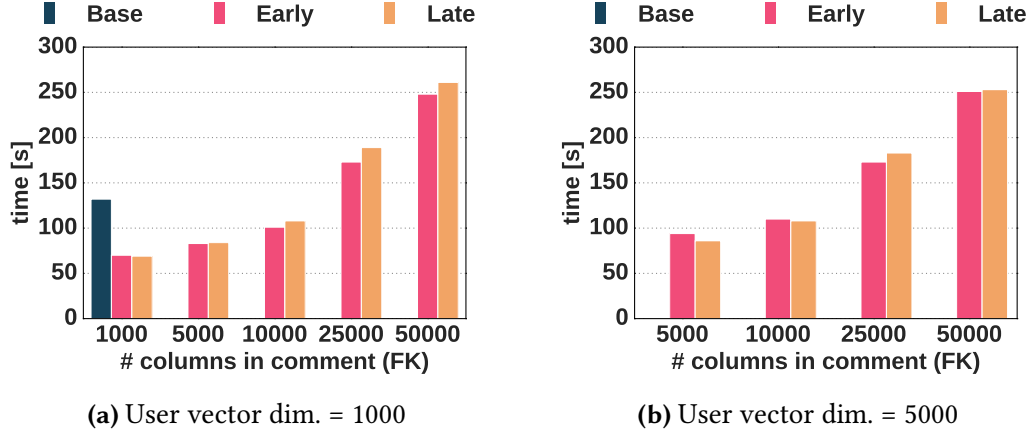 Base Early Late
300
250
200
150
100
50
0
time [s]
1000 5000 10000 25000 50000
# columns in comment (FK)
(a) User vector dim. = 1000
Base Early Late
300
250
200
150
100
50
0
time [s]
5000 10000 25000 50000
# columns in comment (FK)
(b) User vector dim. = 5000